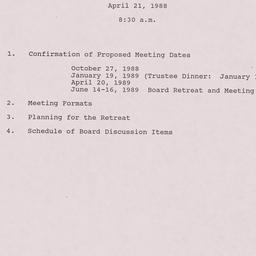 April 21, 1988
8:30 a.m.
1. Confirmation of Proposed Meeting Dates
October 27, 1988
January 19, 1989 (Trustee Dinner: January
April 20, 1989
June 14-16, 1989 Board Retreat and Meeting
2. Meeting Formats
3. Planning for the Retreat
4. Schedule of Board Discussion Items